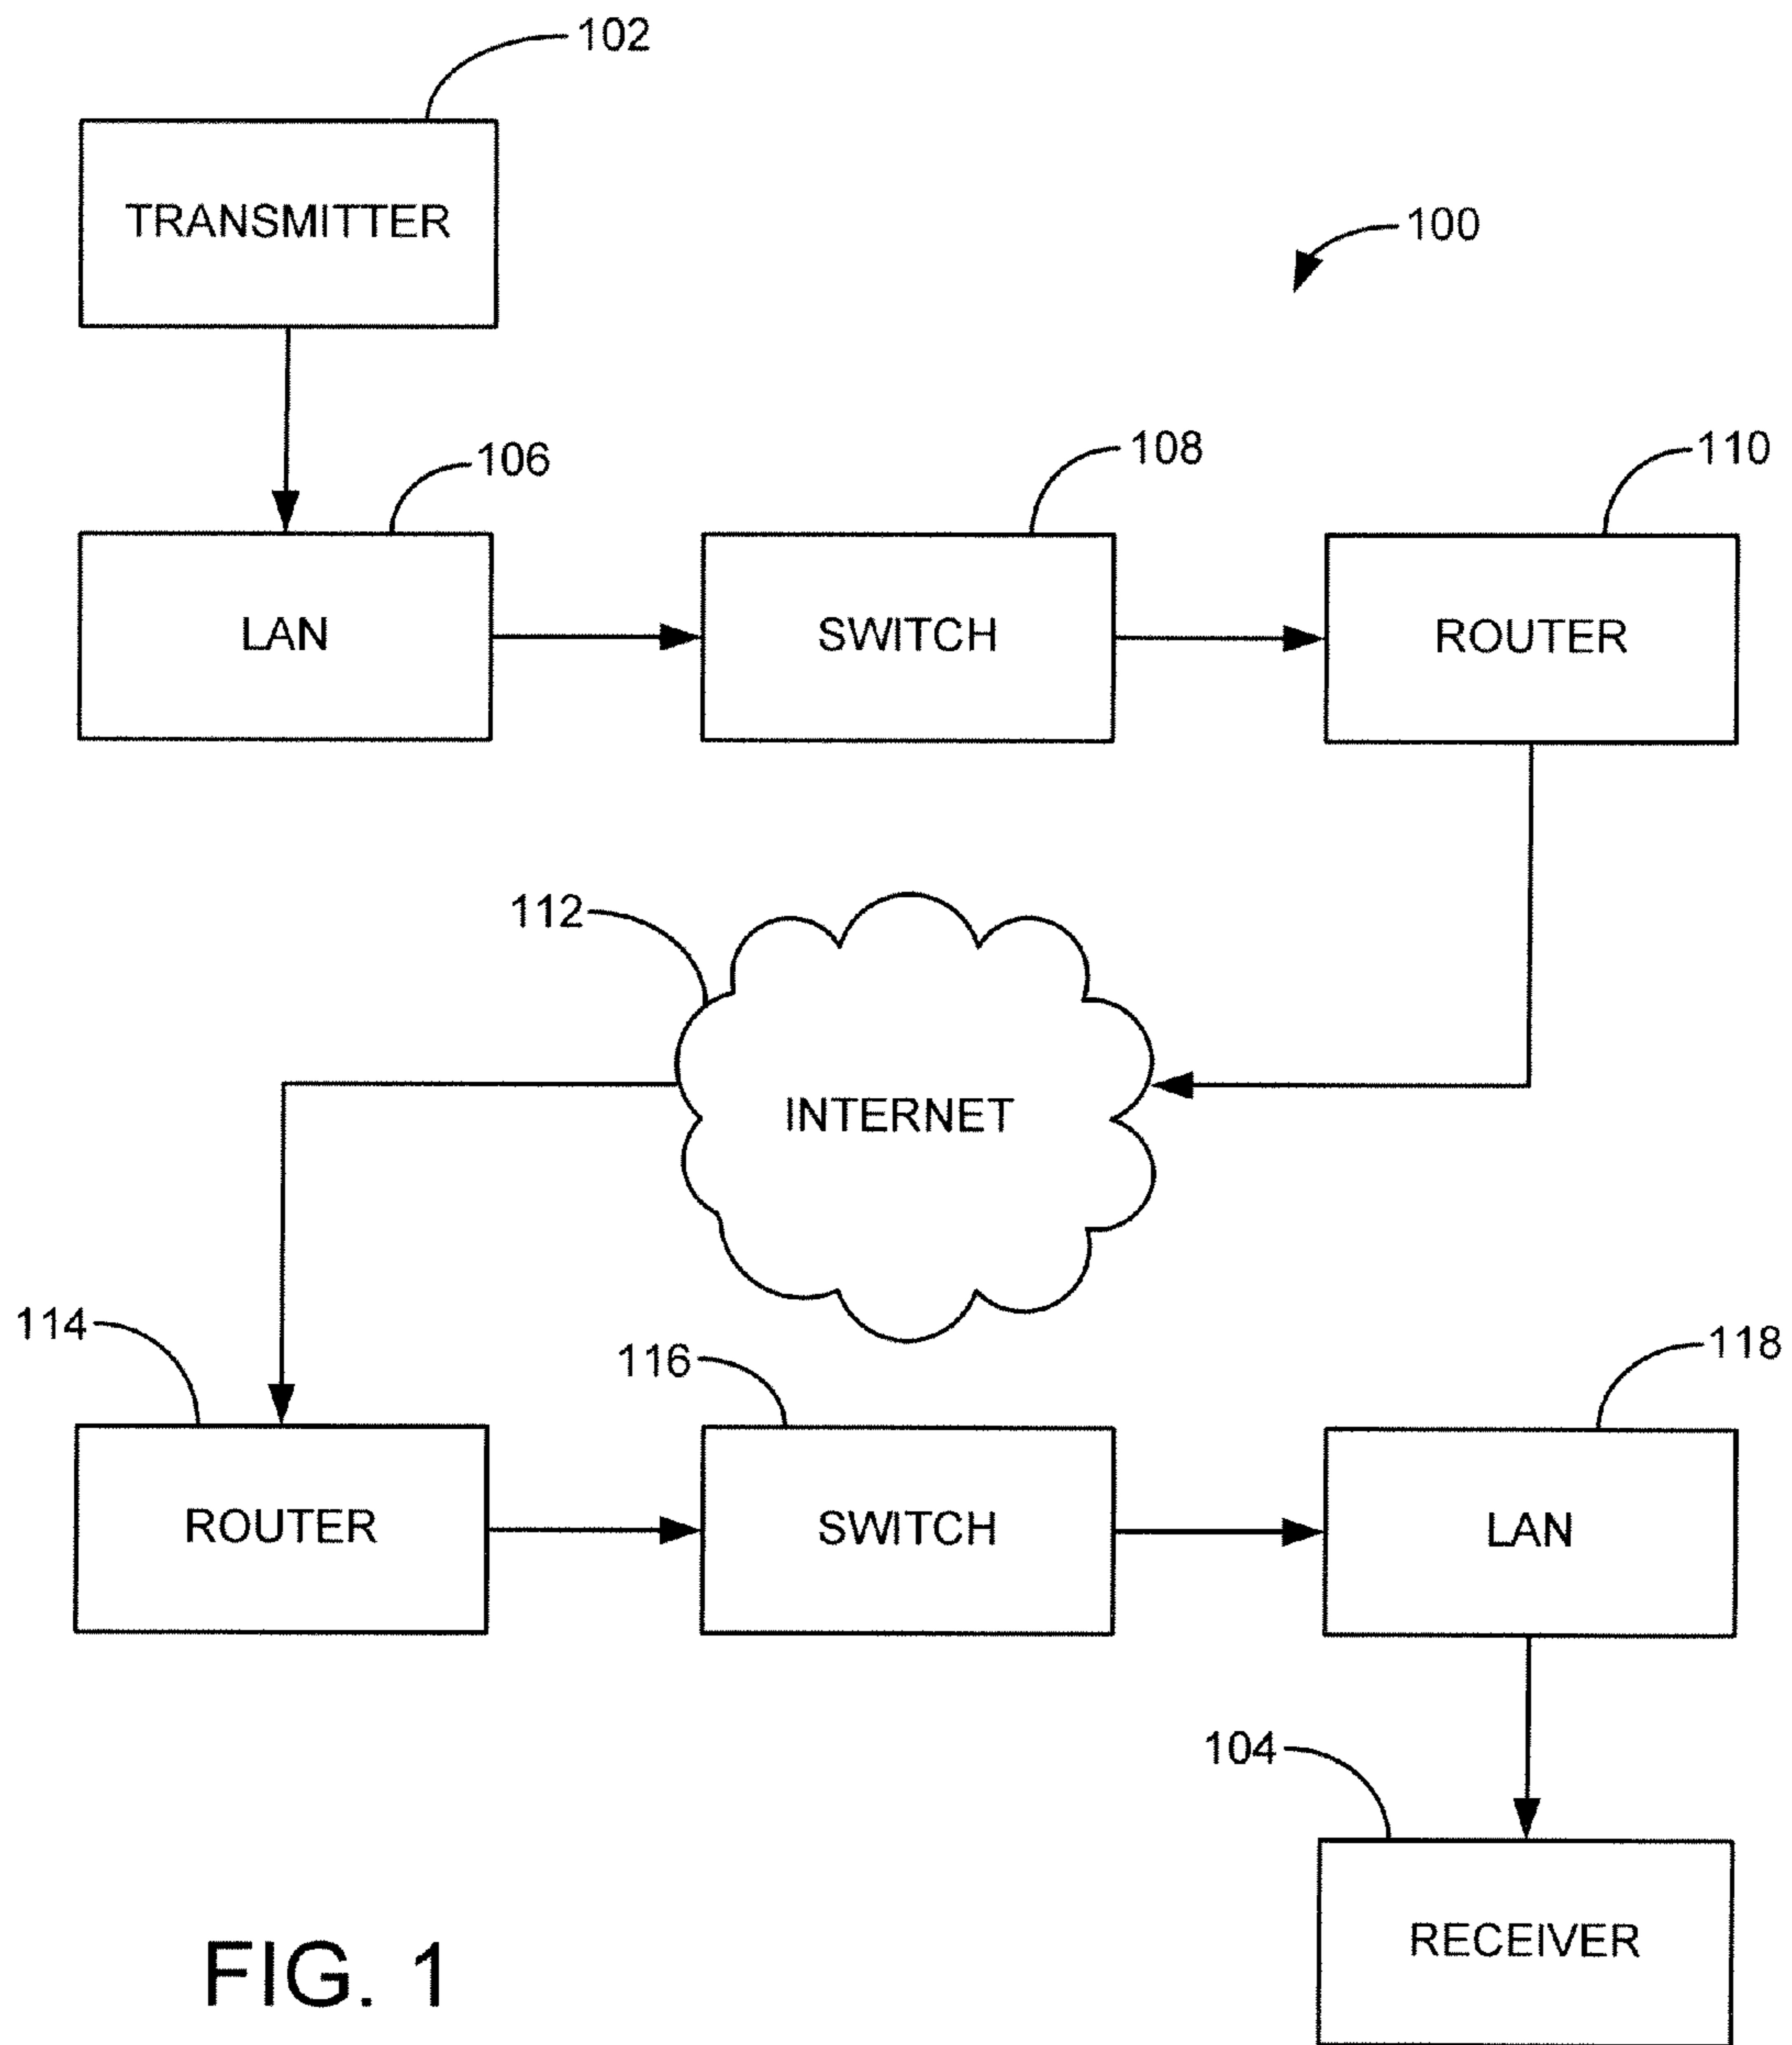 102
TRANSMITTER
100
106
108
110
LAN
SWITCH
ROUTER
112
INTERNET
114
116
118
ROUTER
SWITCH
LAN
104
RECEIVER
FIG. 1